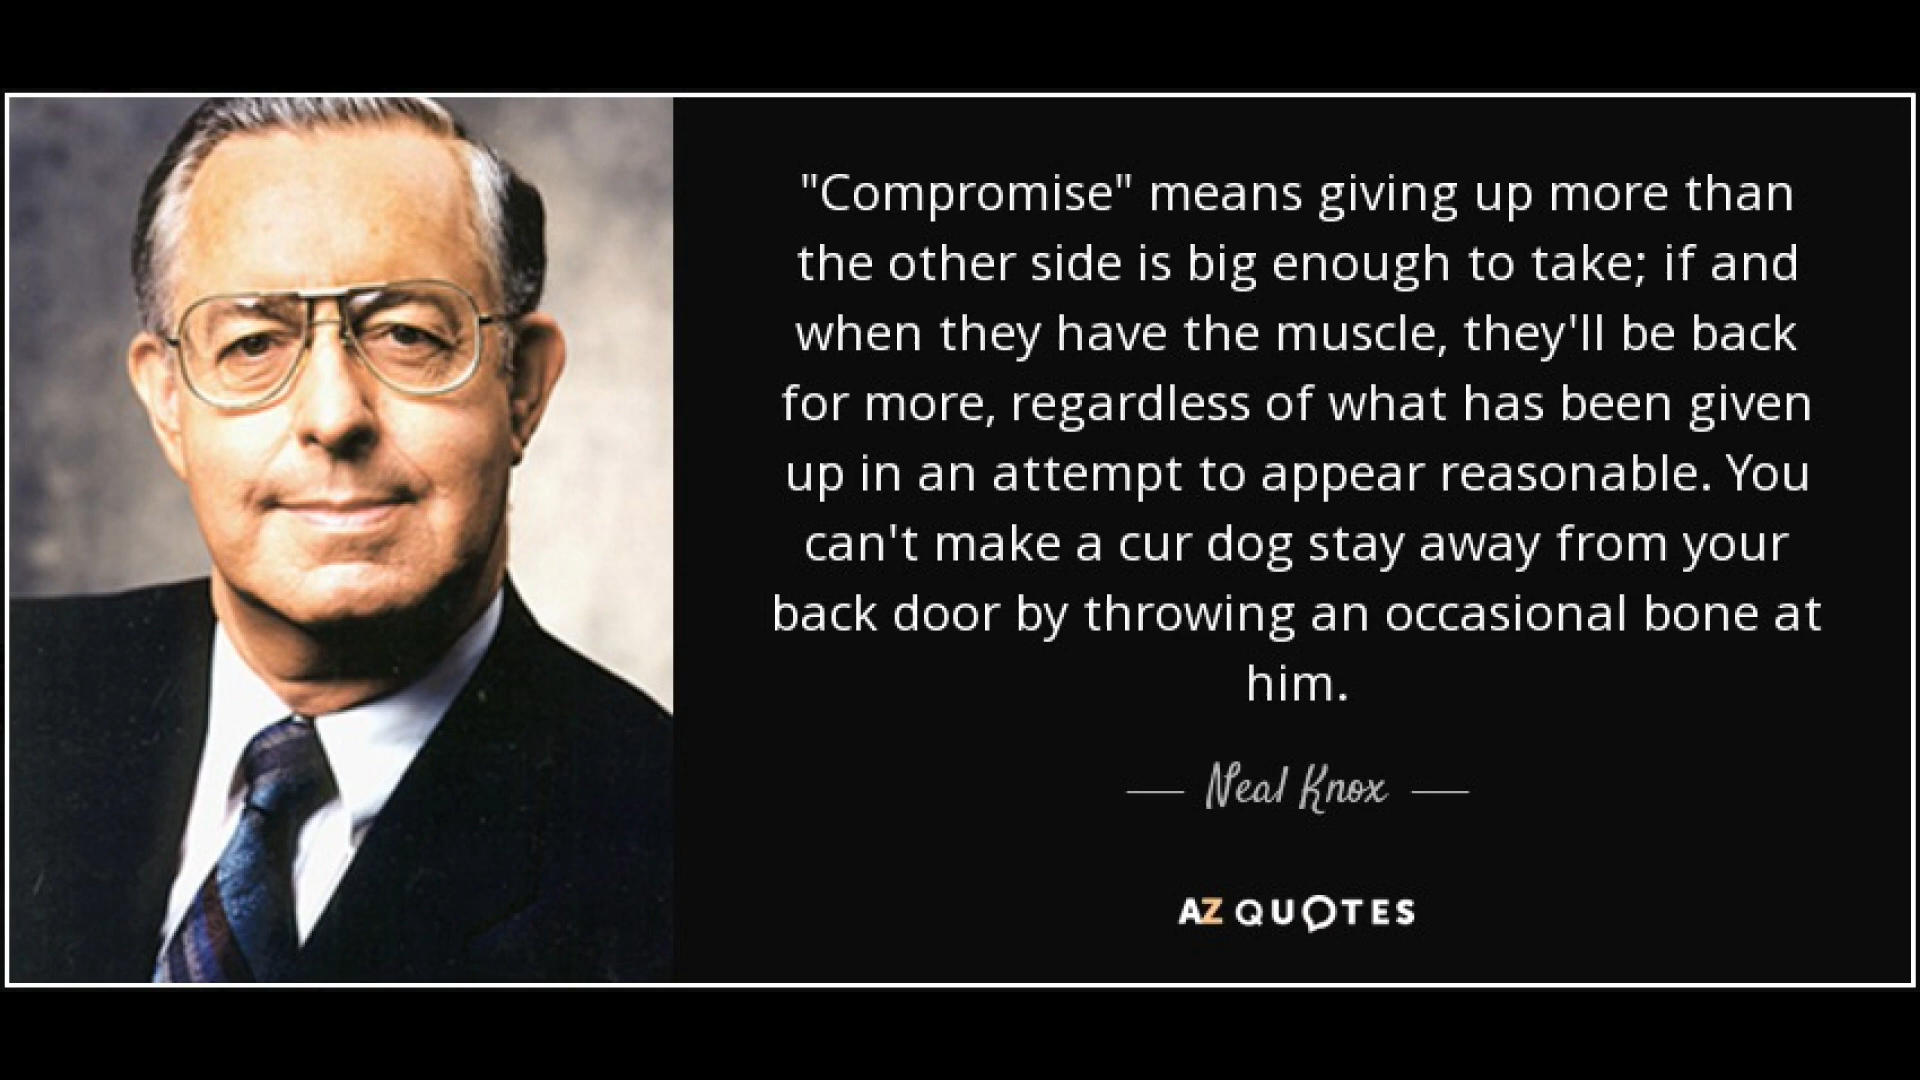 "Compromise" means giving up more than
the other side is big enough to take; if and
when they have the muscle, they'll be back
for more, regardless of what has been given
up in an attempt to appear reasonable. You
can't make a cur dog stay away from your
back door by throwing an occasional bone at
him.
— Neal Knox —
AZ QUOTES